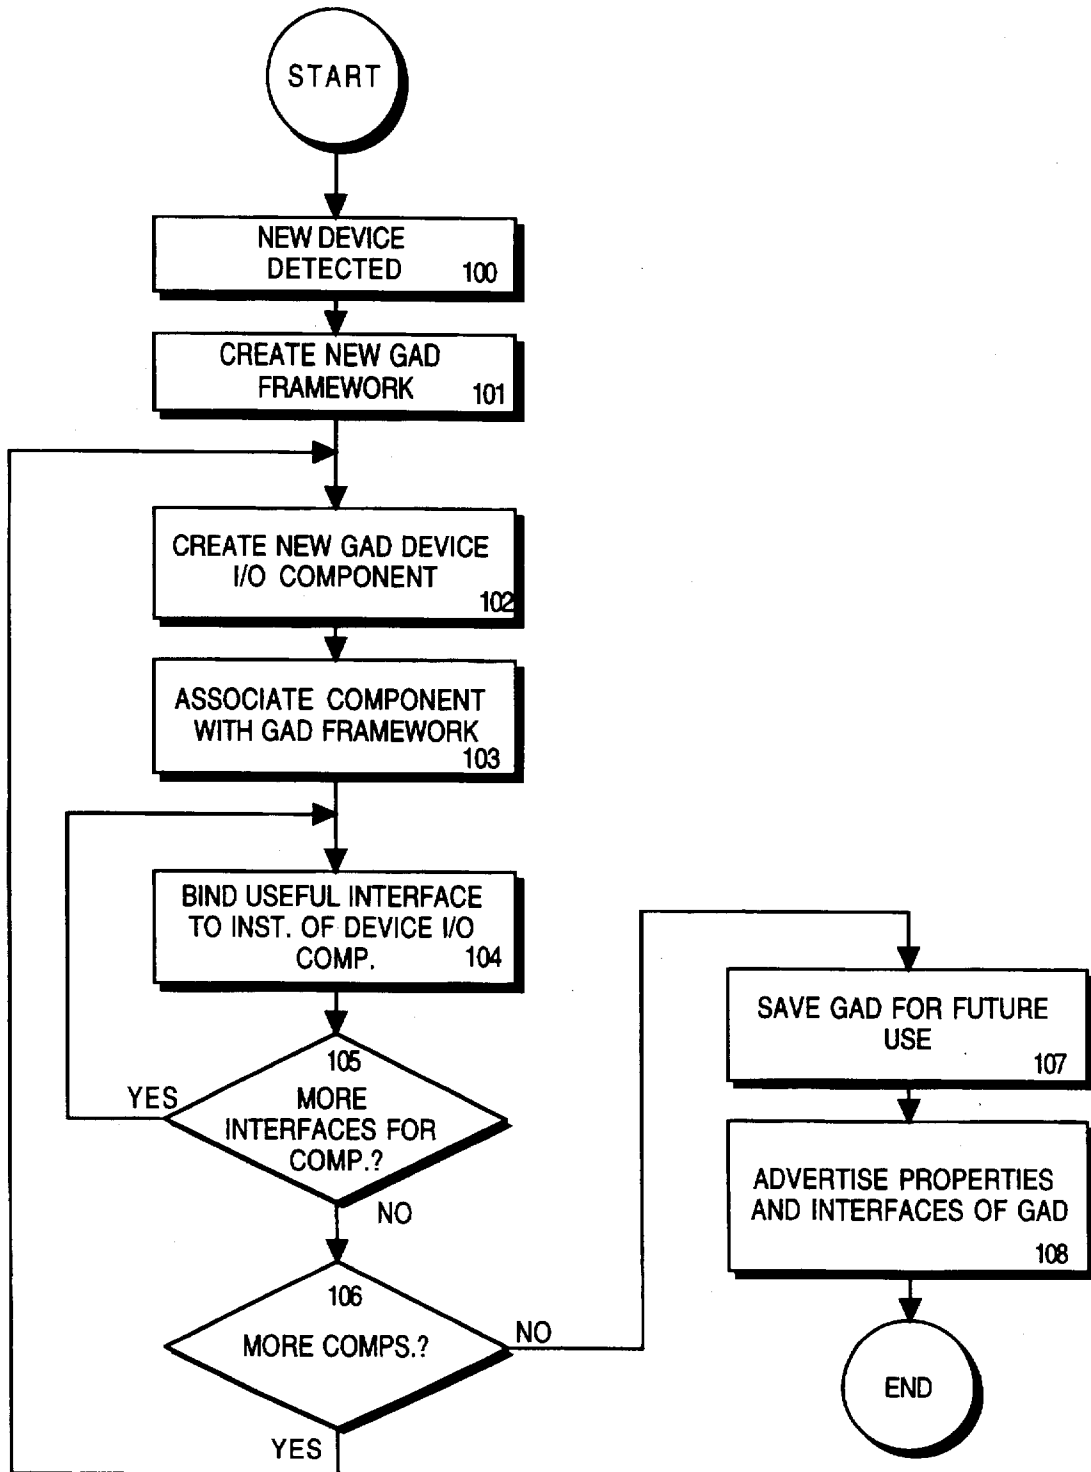 START
NEW DEVICE
DETECTED
100
CREATE NEW GAD
FRAMEWORK
101
CREATE NEW GAD DEVICE
I/O COMPONENT
102
ASSOCIATE COMPONENT
WITH GAD FRAMEWORK
103
BIND USEFUL INTERFACE
TO INST. OF DEVICE I/O
COMP.
104
105
MORE
INTERFACES FOR
COMP.?
YES
NO
106
MORE COMPS.?
YES
NO
SAVE GAD FOR FUTURE
USE
107
ADVERTISE PROPERTIES
AND INTERFACES OF GAD
108
END